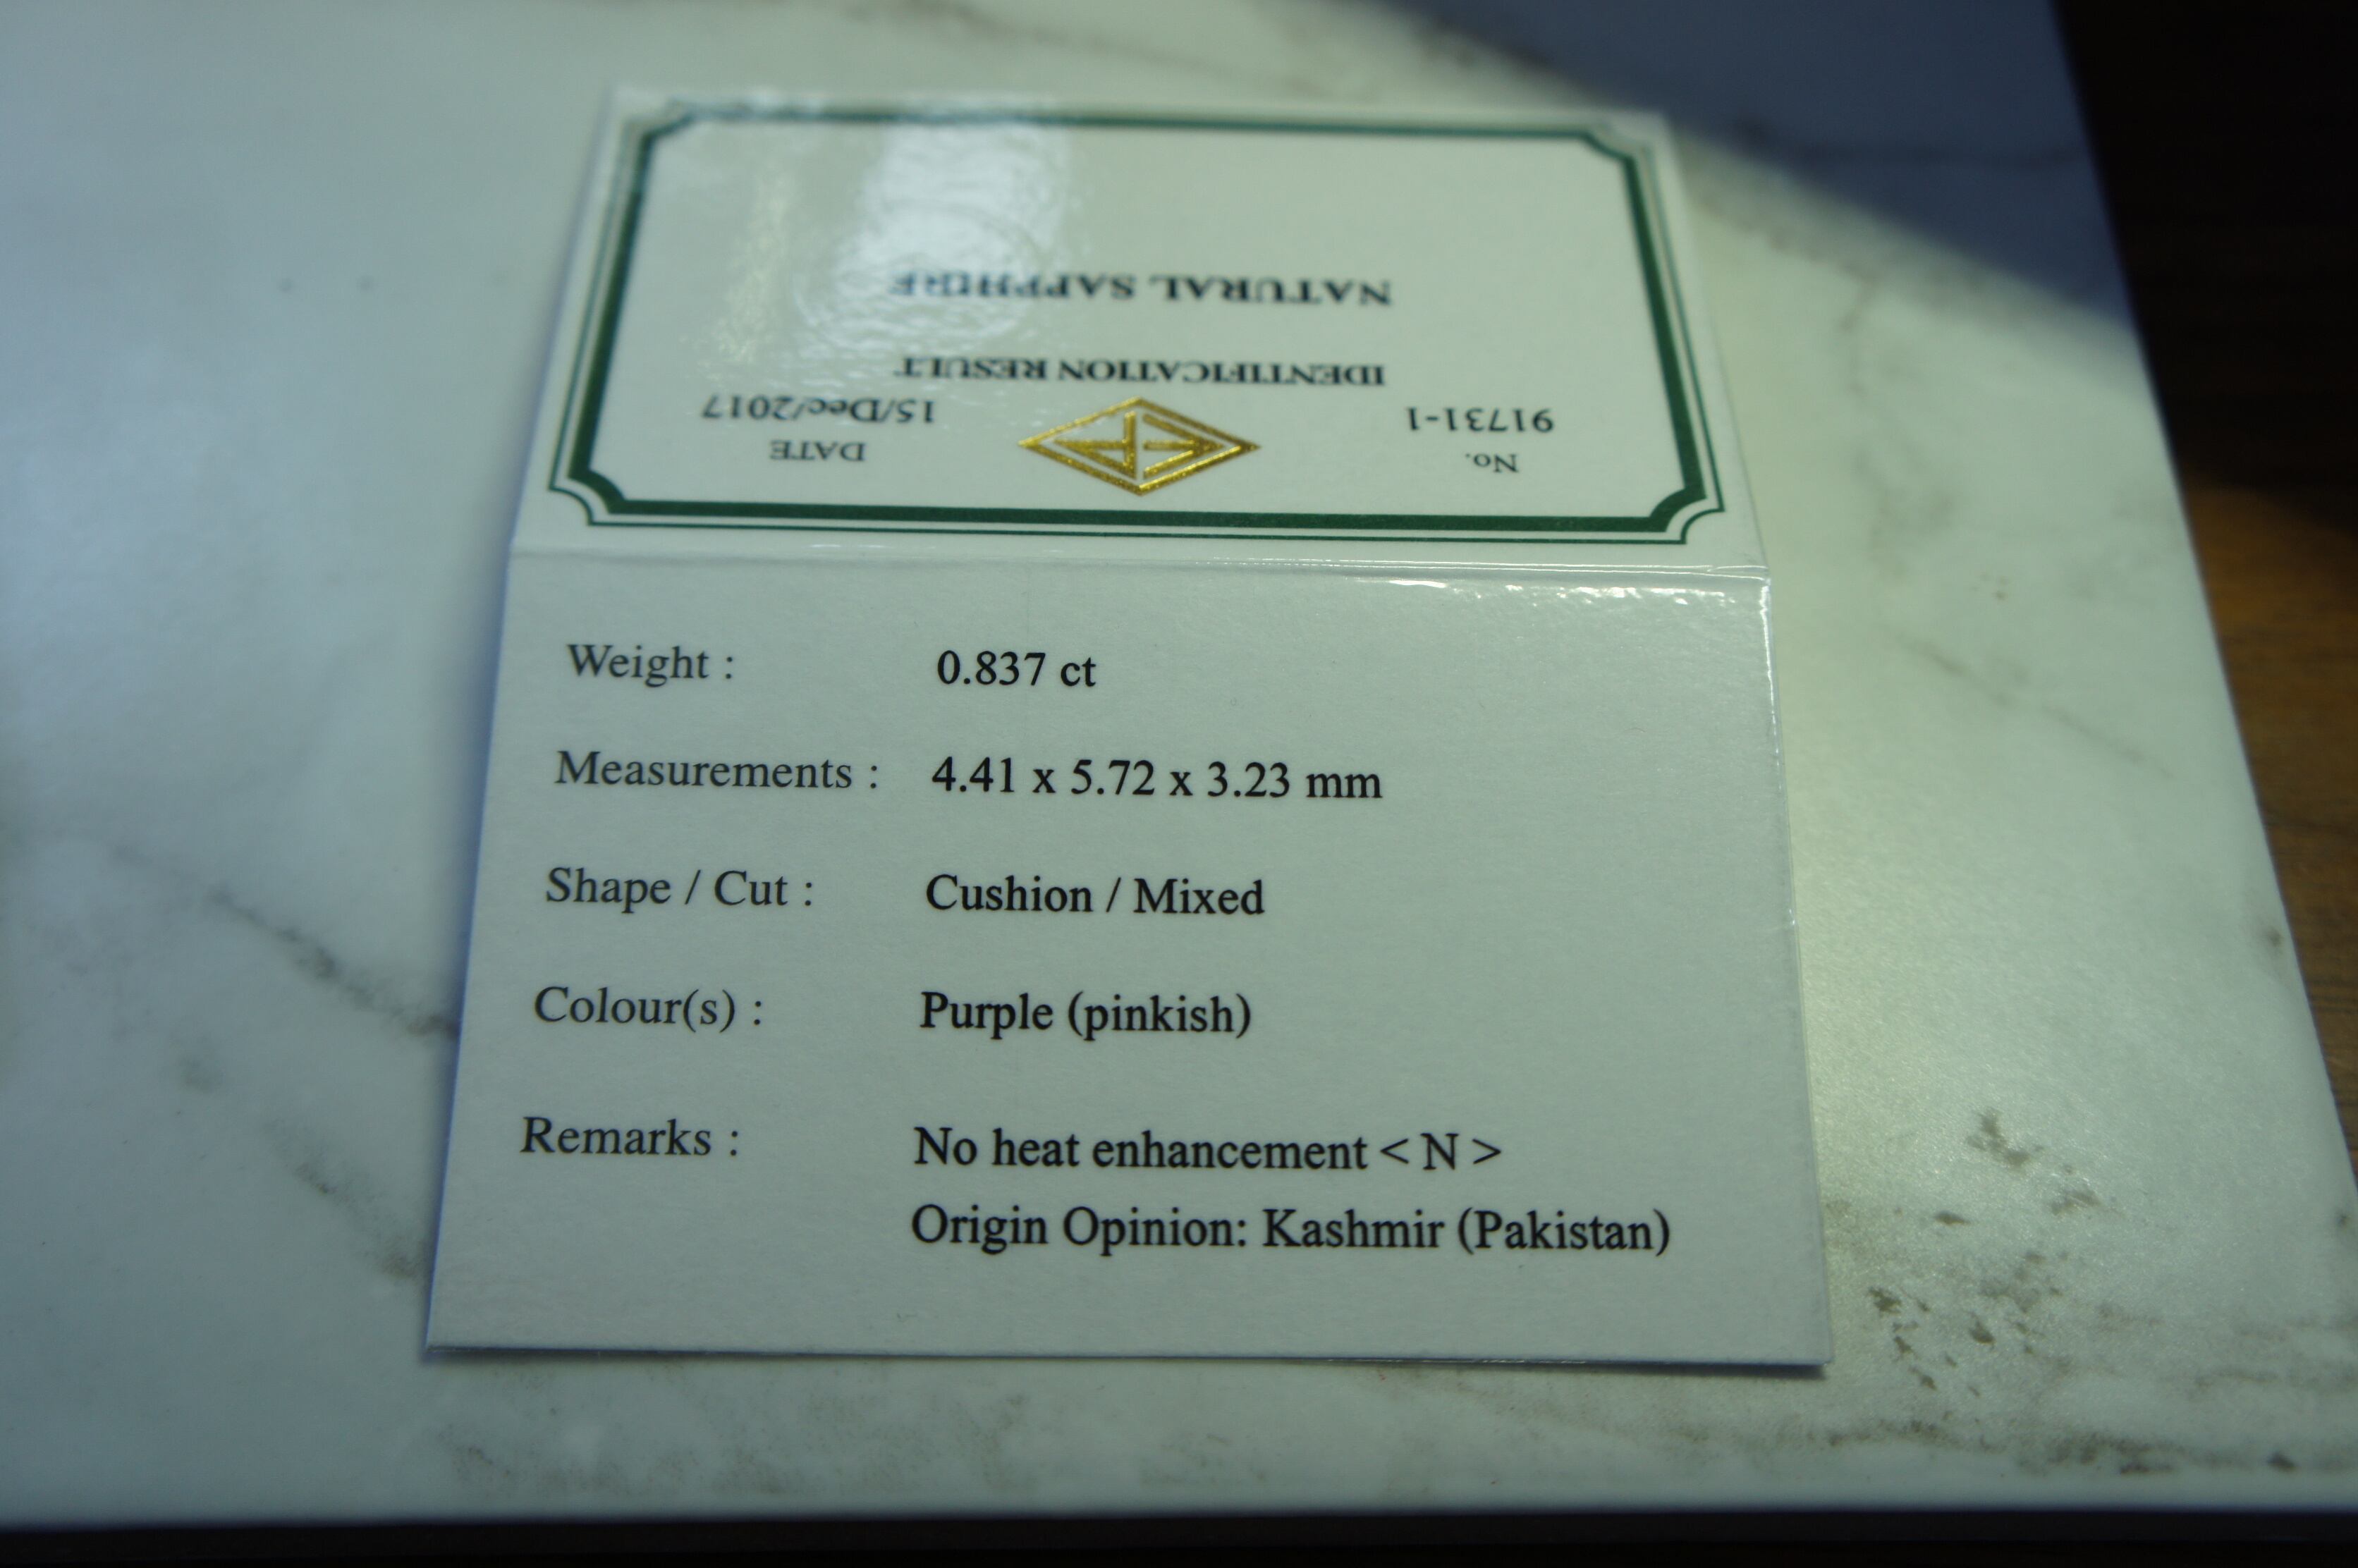 No.
91731-1
DATE
15/Dec/2017
IDENTIFICATION RESULT
NATURAL SAPPHIRE
Weight : 0.837 ct
Measurements : 4.41 x 5.72 x 3.23 mm
Shape / Cut : Cushion / Mixed
Colour(s) : Purple (pinkish)
Remarks : No heat enhancement < N >
Origin Opinion: Kashmir (Pakistan)